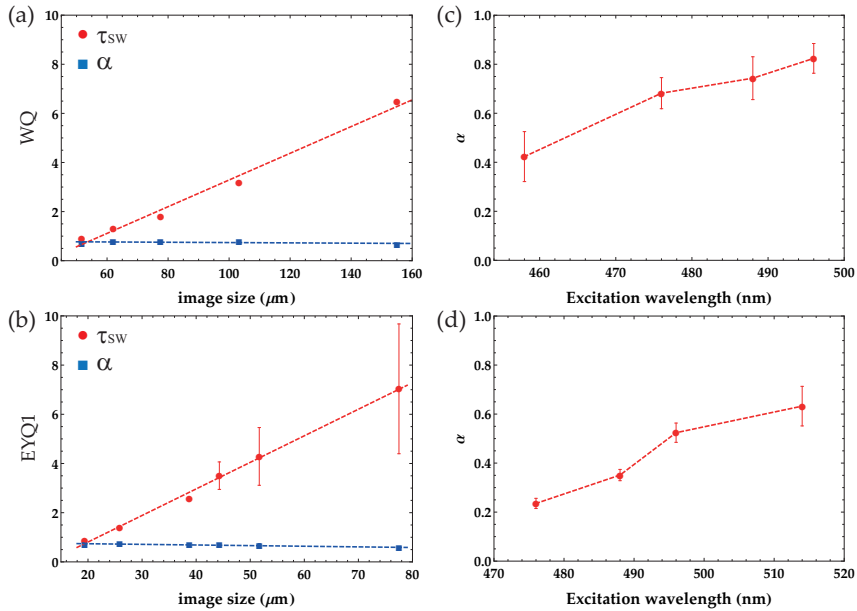 (a)
τSW
α
WQ
10
8
6
4
2
0
60 80 100 120 140 160
image size (μm)
(c)
α
1.0
0.8
0.6
0.4
0.2
0.0
460 470 480 490 500
Excitation wavelength (nm)
(b)
τSW
α
EYQ1
10
8
6
4
2
0
20 30 40 50 60 70 80
image size (μm)
(d)
α
1.0
0.8
0.6
0.4
0.2
0.0
470 480 490 500 510 520
Excitation wavelength (nm)